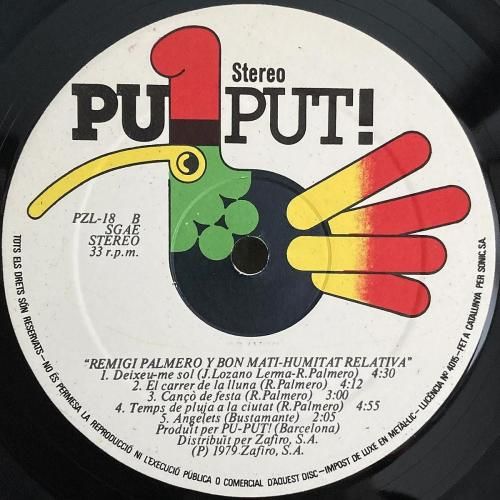 Stereo
PU PUT!
PZL-18 B
SGAE
STEREO
33 r.p.m.
"REMIGI PALMERO Y BON MATI-HUMITAT RELATIVA"
1. Deixeu-me sol (J.Lozano Lerma-R.Palmero) 4:30
2. El carrer de la lluna (R.Palmero) 4:12
3. Cançò de festa (R.Palmero) 3:00
4. Temps de pluja a la ciutat (R.Palmero) 4:55
5. Angelets (Bustamante) 2:05
Produït per PU-PUT! (Barcelona)
Distribuït per Zafiro, S.A.
(P) 1979 Zafiro, S.A.
TOTS ELS DRETS SÓN RESERVATS-NO ÉS PERMESA LA REPRODUCCIÓ NI L'EXECUCIÓ PÚBLICA O COMERCIAL D'AQUEST DISC-IMPOST DE LUXE EN METAL·LIC- LLICÈNCIA Nº 4015-FET A CATALUNYA PER SONIC, S.A.